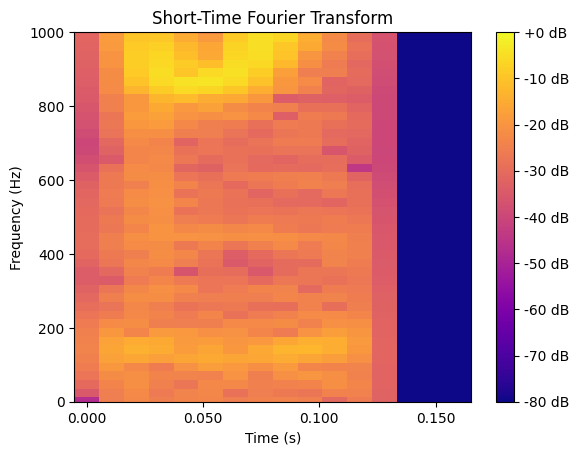 Short-Time Fourier Transform
Frequency (Hz)
1000
800
600
400
200
0
0.000
0.050
0.100
0.150
Time (s)
+0 dB
-10 dB
-20 dB
-30 dB
-40 dB
-50 dB
-60 dB
-70 dB
-80 dB